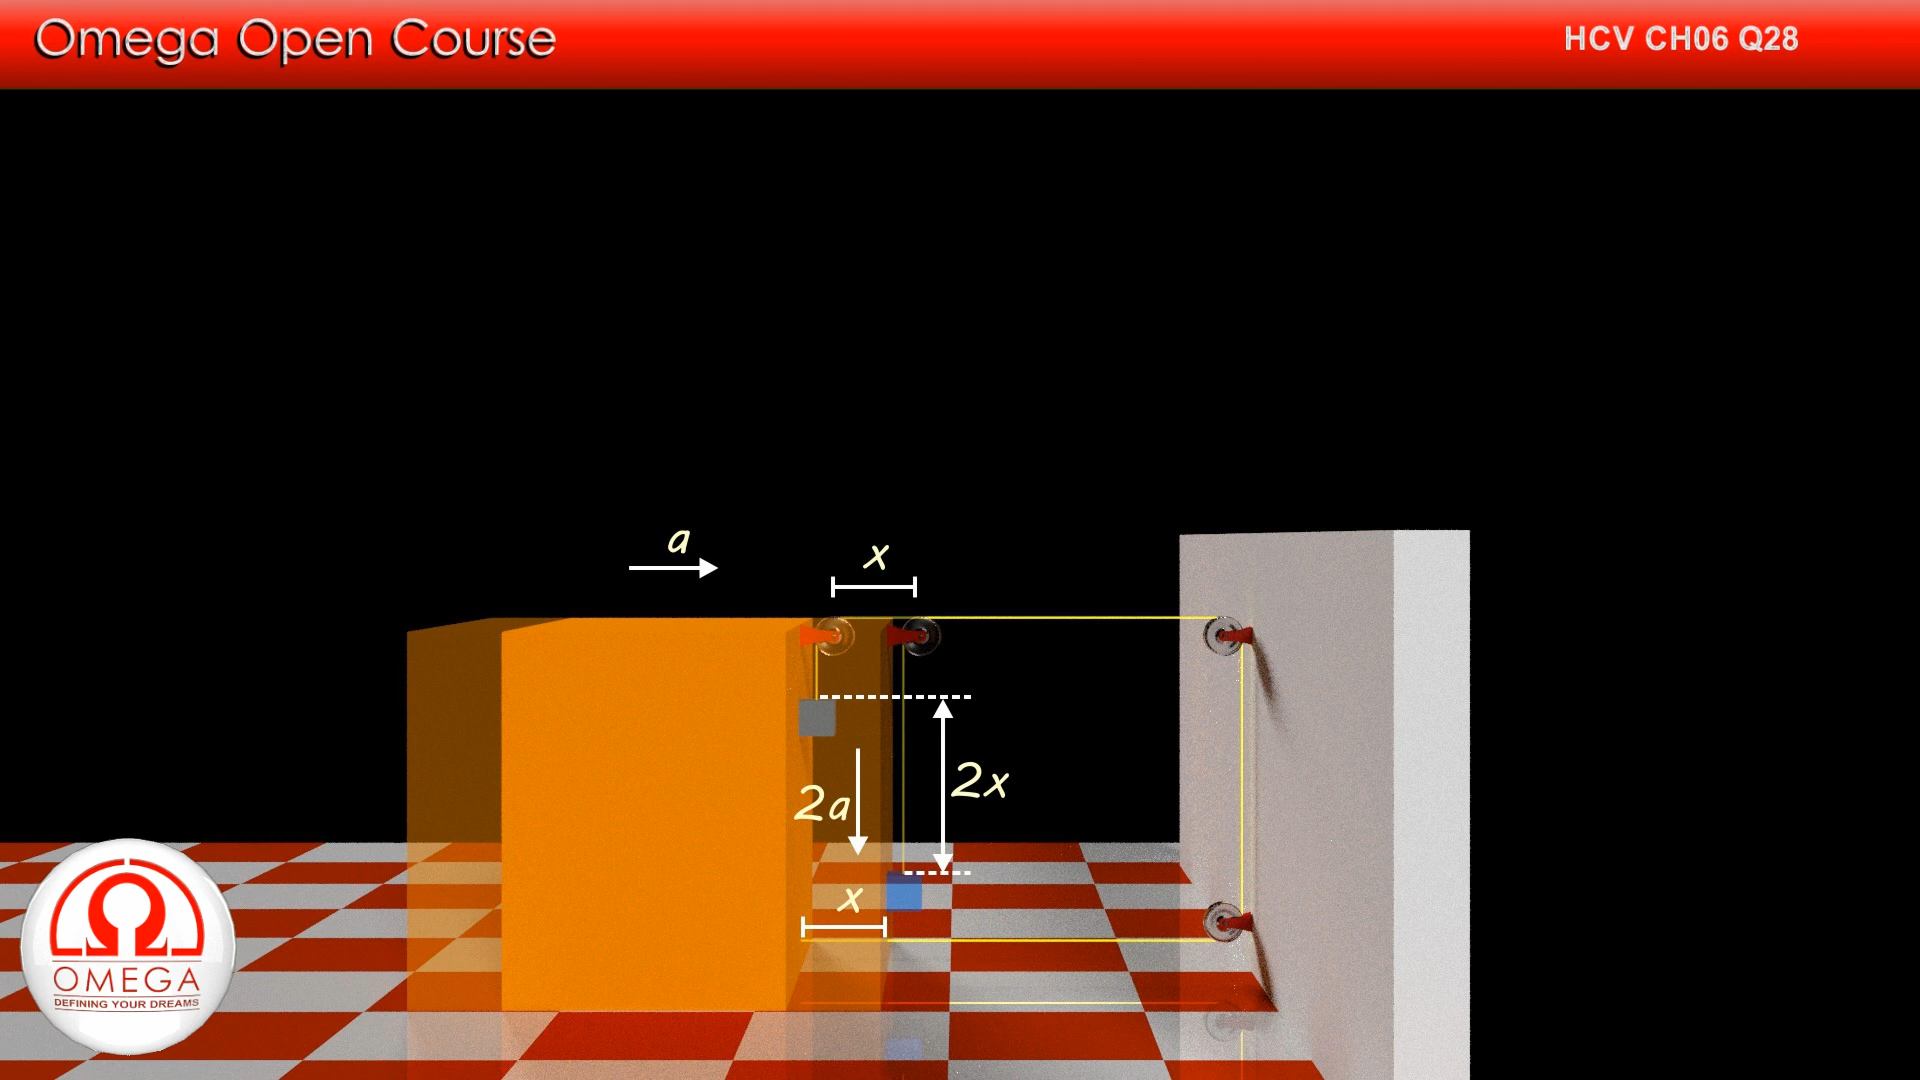 Omega Open Course
HCV CH06 Q28
a
x
2x
2a
x
OMEGA
DEFINING YOUR DREAMS